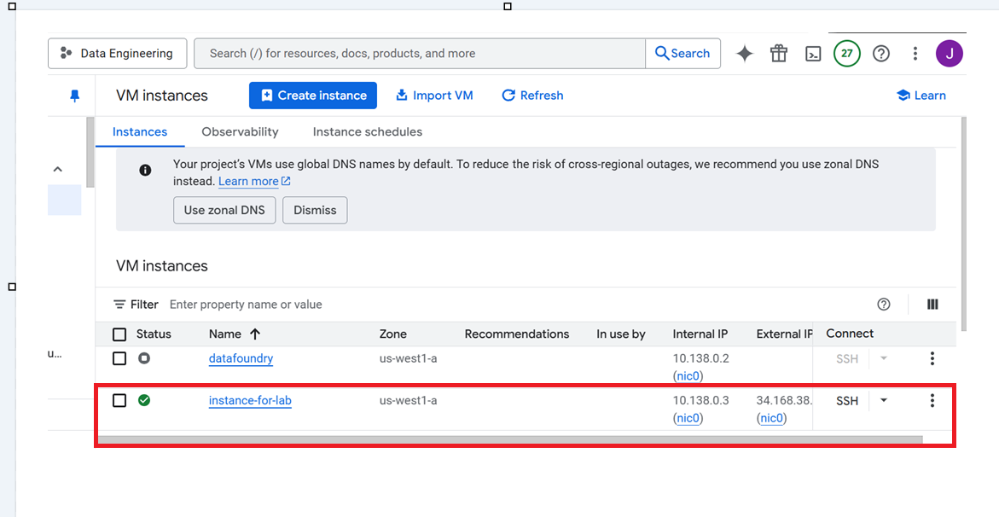 Data Engineering
Search (/) for resources, docs, products, and more
Search
27
J
VM instances
Create instance
Import VM
Refresh
Learn
Instances
Observability
Instance schedules
Your project's VMs use global DNS names by default. To reduce the risk of cross-regional outages, we recommend you use zonal DNS
instead. Learn more
Use zonal DNS
Dismiss
VM instances
Filter Enter property name or value
Status Name Zone Recommendations In use by Internal IP External IP Connect
u...
datafoundry us-west1-a 10.138.0.2 SSH
(nic0)
instance-for-lab us-west1-a 10.138.0.3 34.168.38. SSH
(nic0) (nic0)